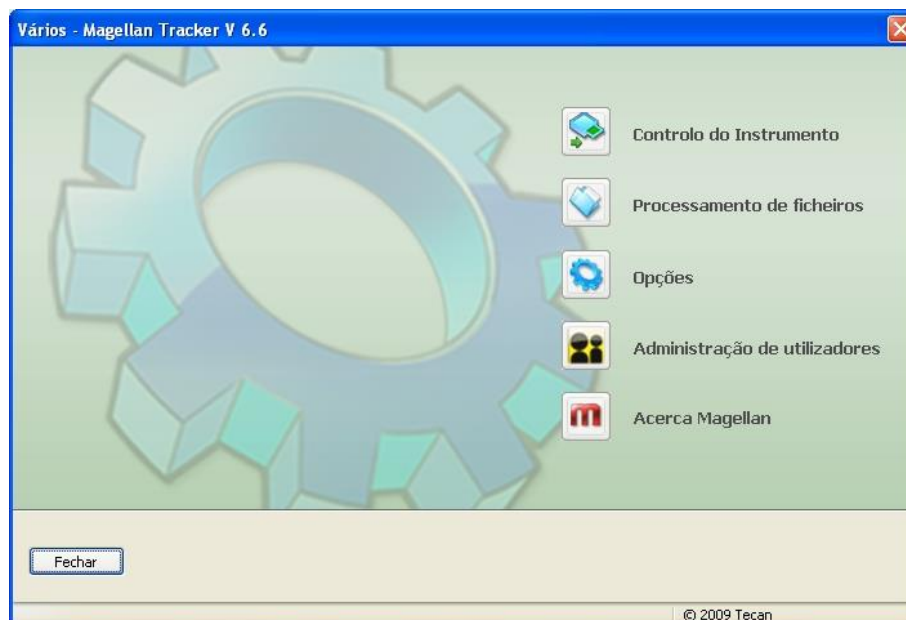 Vários - Magellan Tracker V 6.6
Controlo do Instrumento
Processamento de ficheiros
Opções
Administração de utilizadores
m
Acerca Magellan
Fechar
© 2009 Tecan